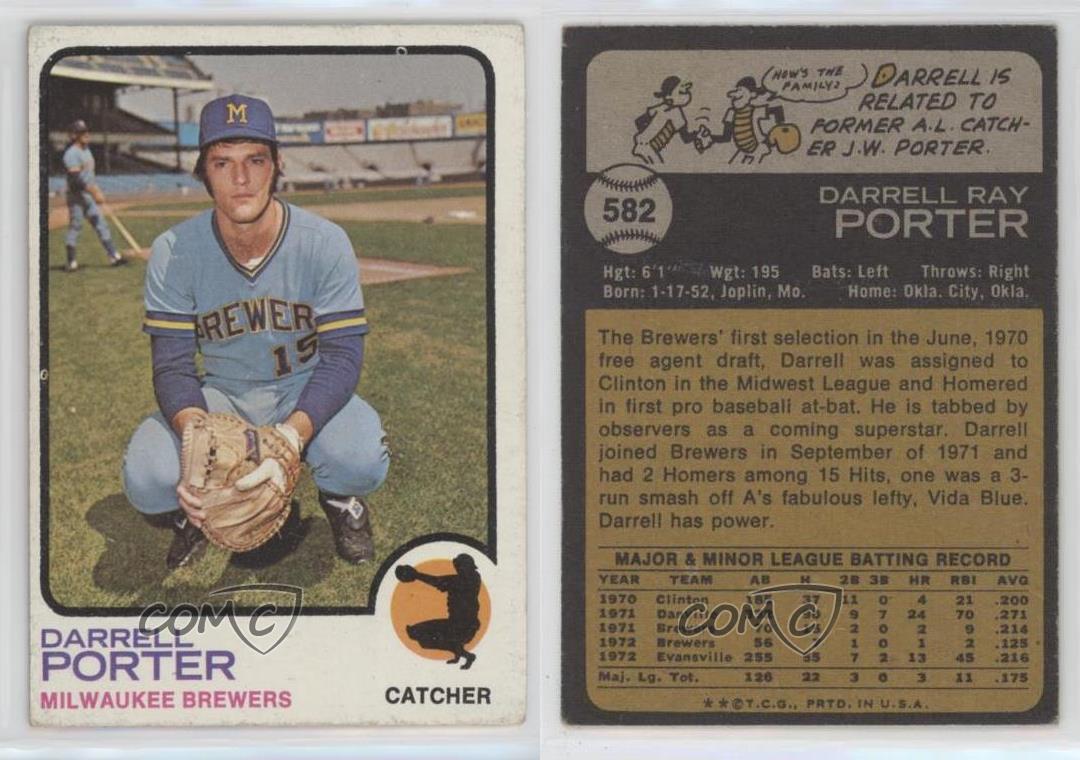 M
BREWER
15
DARRELL
PORTER
MILWAUKEE BREWERS
CATCHER
COMC
HOW'S THE
FAMILY?
DARRELL IS
RELATED TO
FORMER A.L. CATCH-
ER J.W. PORTER.
582
DARRELL RAY
PORTER
Hgt: 6'1" Wgt: 195 Bats: Left Throws: Right
Born: 1-17-52, Joplin, Mo. Home: Okla. City, Okla.
The Brewers' first selection in the June, 1970
free agent draft, Darrell was assigned to
Clinton in the Midwest League and Homered
in first pro baseball at-bat. He is tabbed by
observers as a coming superstar. Darrell
joined Brewers in September of 1971 and
had 2 Homers among 15 Hits, one was a 3-
run smash off A's fabulous lefty, Vida Blue.
Darrell has power.
MAJOR & MINOR LEAGUE BATTING RECORD
YEAR TEAM AB H 2B 3B HR RBI AVG
1970 Clinton 37 11 0 4 21 .200
1971 9 7 24 70 .271
1971 2 0 2 9 .214
1972 Brewers 56 1 0 1 2 .125
1972 Evansville 255 55 7 2 13 45 .216
Maj. Lg. Tot. 126 22 3 0 3 11 .175
COMC
**©T.C.G., PRTD. IN U.S.A.